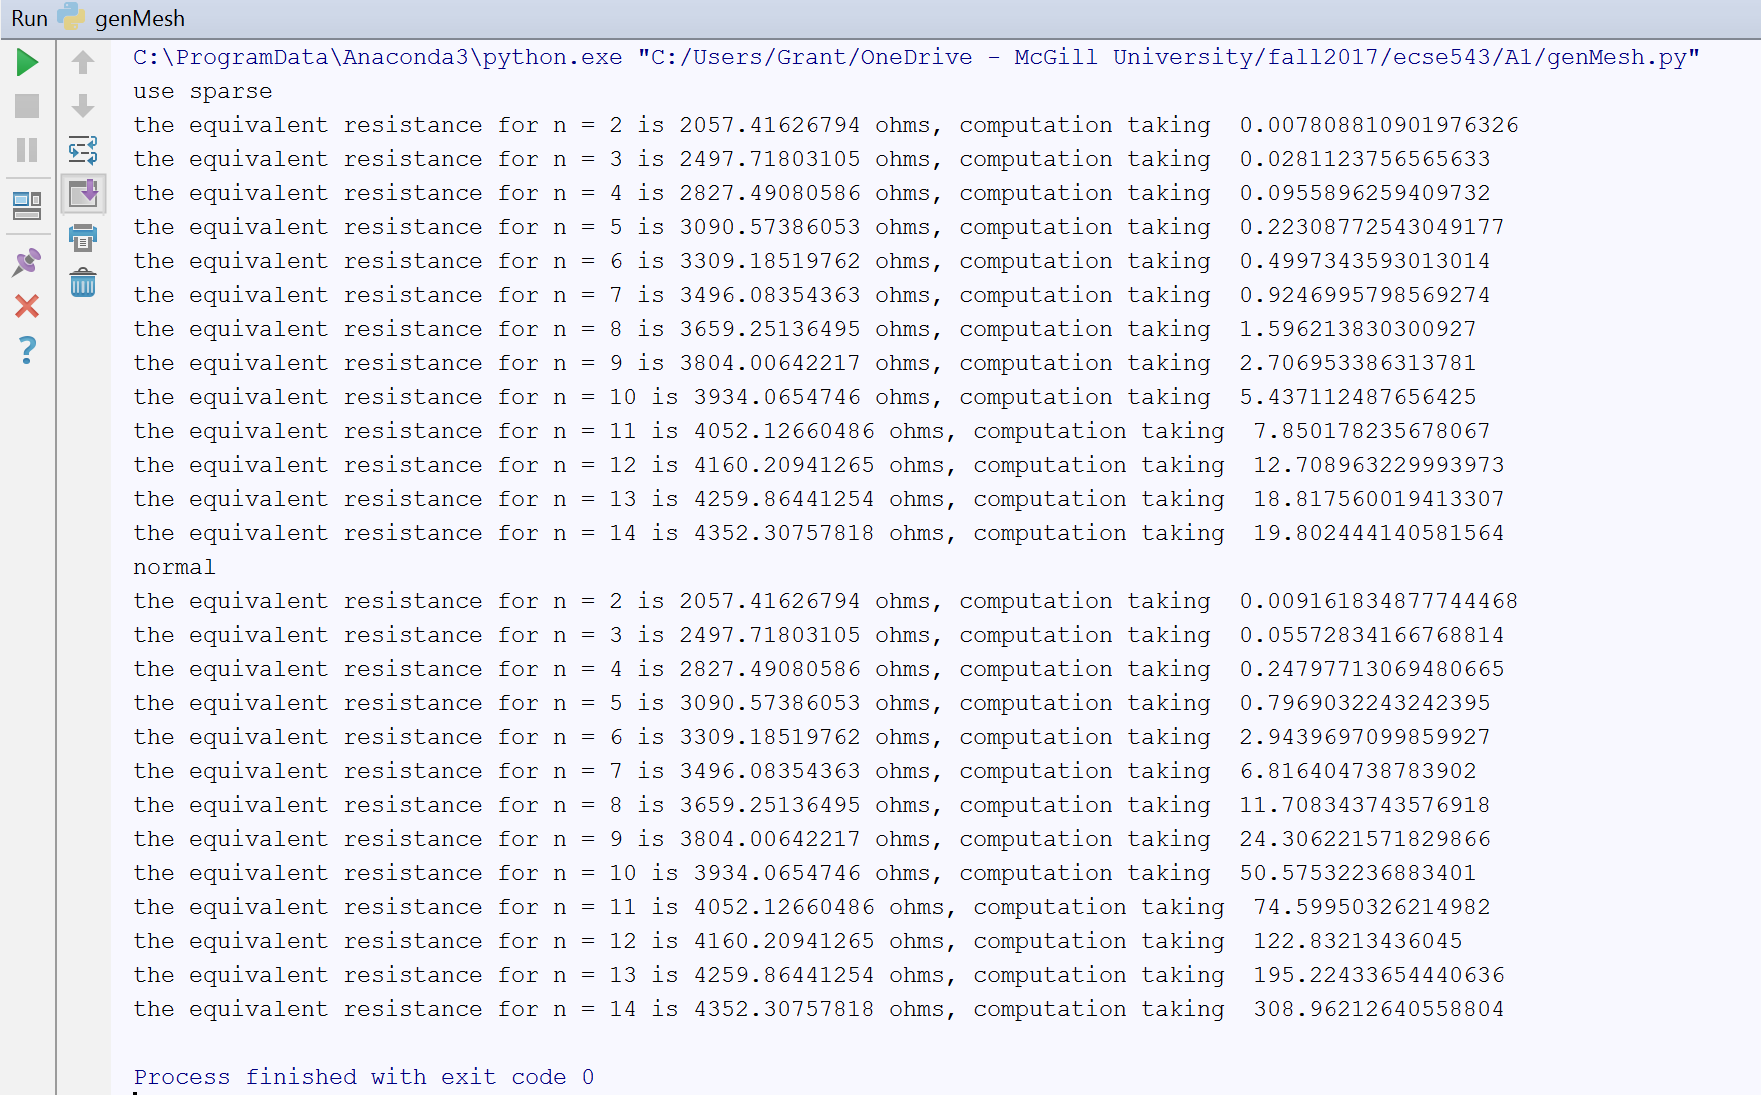 Run genMesh
C:\ProgramData\Anaconda3\python.exe "C:/Users/Grant/OneDrive - McGill University/fall2017/ecse543/A1/genMesh.py"
use sparse
the equivalent resistance for n = 2 is 2057.41626794 ohms, computation taking  0.007808810901976326
the equivalent resistance for n = 3 is 2497.71803105 ohms, computation taking  0.0281123756565633
the equivalent resistance for n = 4 is 2827.49080586 ohms, computation taking  0.0955896259409732
the equivalent resistance for n = 5 is 3090.57386053 ohms, computation taking  0.22308772543049177
the equivalent resistance for n = 6 is 3309.18519762 ohms, computation taking  0.4997343593013014
the equivalent resistance for n = 7 is 3496.08354363 ohms, computation taking  0.9246995798569274
the equivalent resistance for n = 8 is 3659.25136495 ohms, computation taking  1.596213830300927
the equivalent resistance for n = 9 is 3804.00642217 ohms, computation taking  2.706953386313781
the equivalent resistance for n = 10 is 3934.0654746 ohms, computation taking  5.437112487656425
the equivalent resistance for n = 11 is 4052.12660486 ohms, computation taking  7.850178235678067
the equivalent resistance for n = 12 is 4160.20941265 ohms, computation taking  12.708963229993973
the equivalent resistance for n = 13 is 4259.86441254 ohms, computation taking  18.817560019413307
the equivalent resistance for n = 14 is 4352.30757818 ohms, computation taking  19.802444140581564
normal
the equivalent resistance for n = 2 is 2057.41626794 ohms, computation taking  0.009161834877744468
the equivalent resistance for n = 3 is 2497.71803105 ohms, computation taking  0.05572834166768814
the equivalent resistance for n = 4 is 2827.49080586 ohms, computation taking  0.24797713069480665
the equivalent resistance for n = 5 is 3090.57386053 ohms, computation taking  0.7969032243242395
the equivalent resistance for n = 6 is 3309.18519762 ohms, computation taking  2.9439697099859927
the equivalent resistance for n = 7 is 3496.08354363 ohms, computation taking  6.816404738783902
the equivalent resistance for n = 8 is 3659.25136495 ohms, computation taking  11.708343743576918
the equivalent resistance for n = 9 is 3804.00642217 ohms, computation taking  24.306221571829866
the equivalent resistance for n = 10 is 3934.0654746 ohms, computation taking  50.57532236883401
the equivalent resistance for n = 11 is 4052.12660486 ohms, computation taking  74.59950326214982
the equivalent resistance for n = 12 is 4160.20941265 ohms, computation taking  122.83213436045
the equivalent resistance for n = 13 is 4259.86441254 ohms, computation taking  195.22433654440636
the equivalent resistance for n = 14 is 4352.30757818 ohms, computation taking  308.96212640558804
Process finished with exit code 0